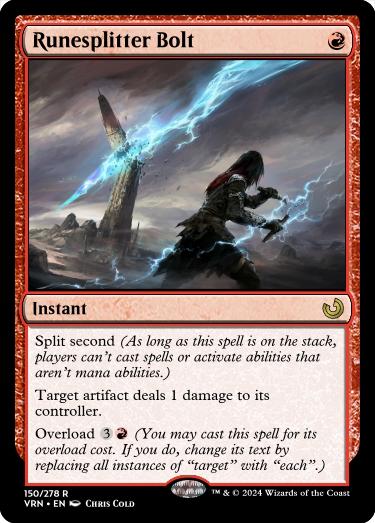 Runesplitter Bolt
Instant
Split second (As long as this spell is on the stack,
players can't cast spells or activate abilities that
aren't mana abilities.)
Target artifact deals 1 damage to its
controller.
Overload 3 (You may cast this spell for its
overload cost. If you do, change its text by
replacing all instances of “target” with “each”.)
150/278 R
VRN • EN Chris Cold
™ & © 2024 Wizards of the Coast